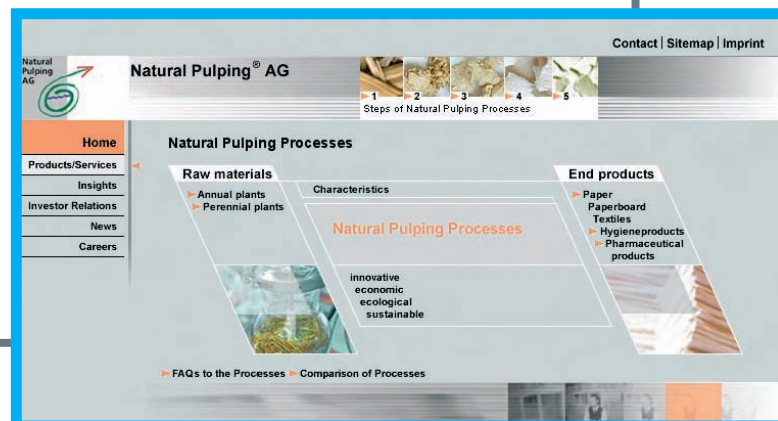 Contact | Sitemap | Imprint
Natural
Pulping
AG
Natural Pulping® AG
1 2 3 4 5
Steps of Natural Pulping Processes
Home
Products/Services
Insights
Investor Relations
News
Careers
Natural Pulping Processes
Raw materials
Annual plants
Perennial plants
Characteristics
Natural Pulping Processes
innovative
economic
ecological
sustainable
End products
Paper
Paperboard
Textiles
Hygieneproducts
Pharmaceutical
products
FAQs to the Processes Comparison of Processes